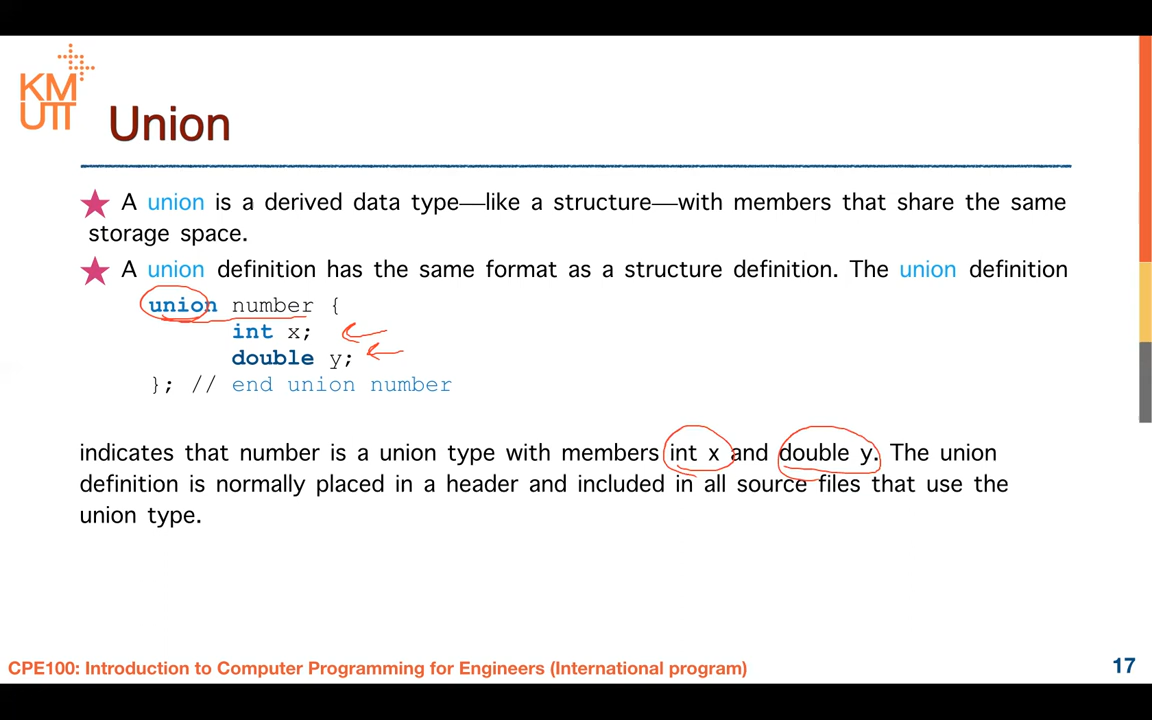 KM
UTT
Union
A union is a derived data type—like a structure—with members that share the same
storage space.
A union definition has the same format as a structure definition. The union definition
union number {
int x;
double y;
}; // end union number
indicates that number is a union type with members int x and double y. The union
definition is normally placed in a header and included in all source files that use the
union type.
CPE100: Introduction to Computer Programming for Engineers (International program)
17